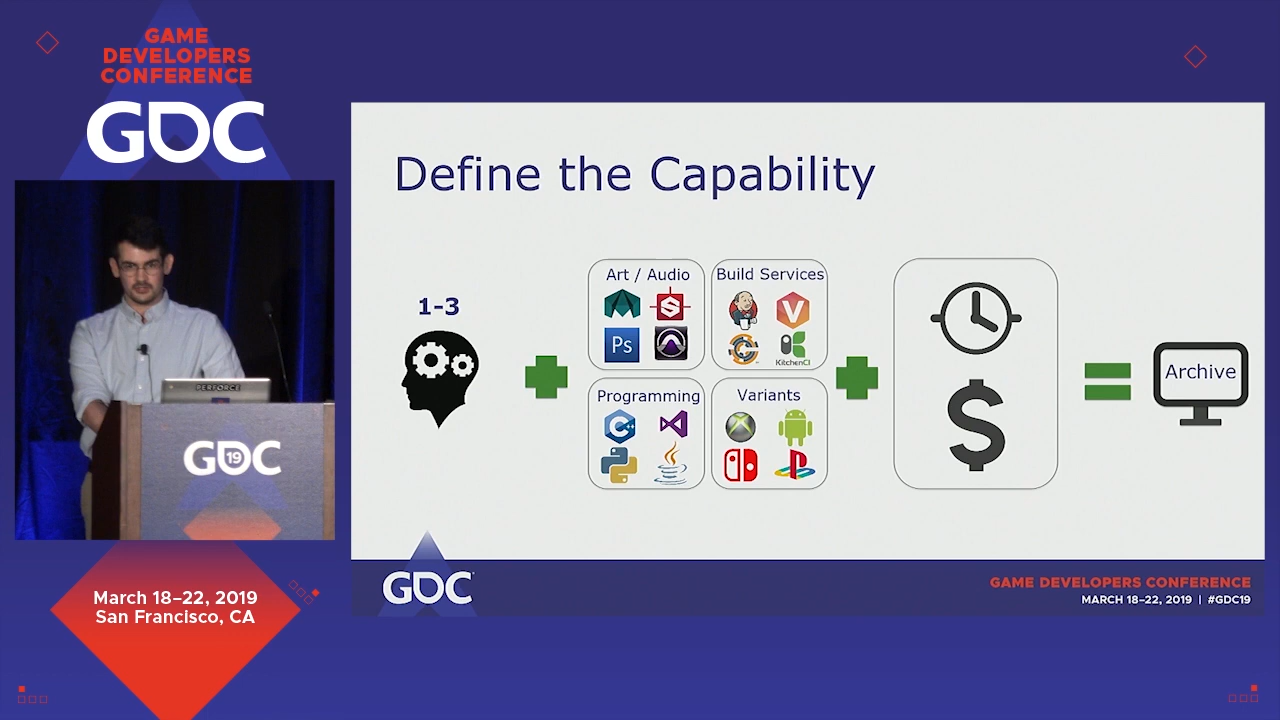 GAME
DEVELOPERS
CONFERENCE
GDC
PERFORCE
GDC
19
March 18–22, 2019
San Francisco, CA
Define the Capability
1-3
Art / Audio
S
Ps
Build Services
V
KitchenCI
Programming
C++
Variants
Archive
GDC
GAME DEVELOPERS CONFERENCE
MARCH 18–22, 2019 | #GDC19